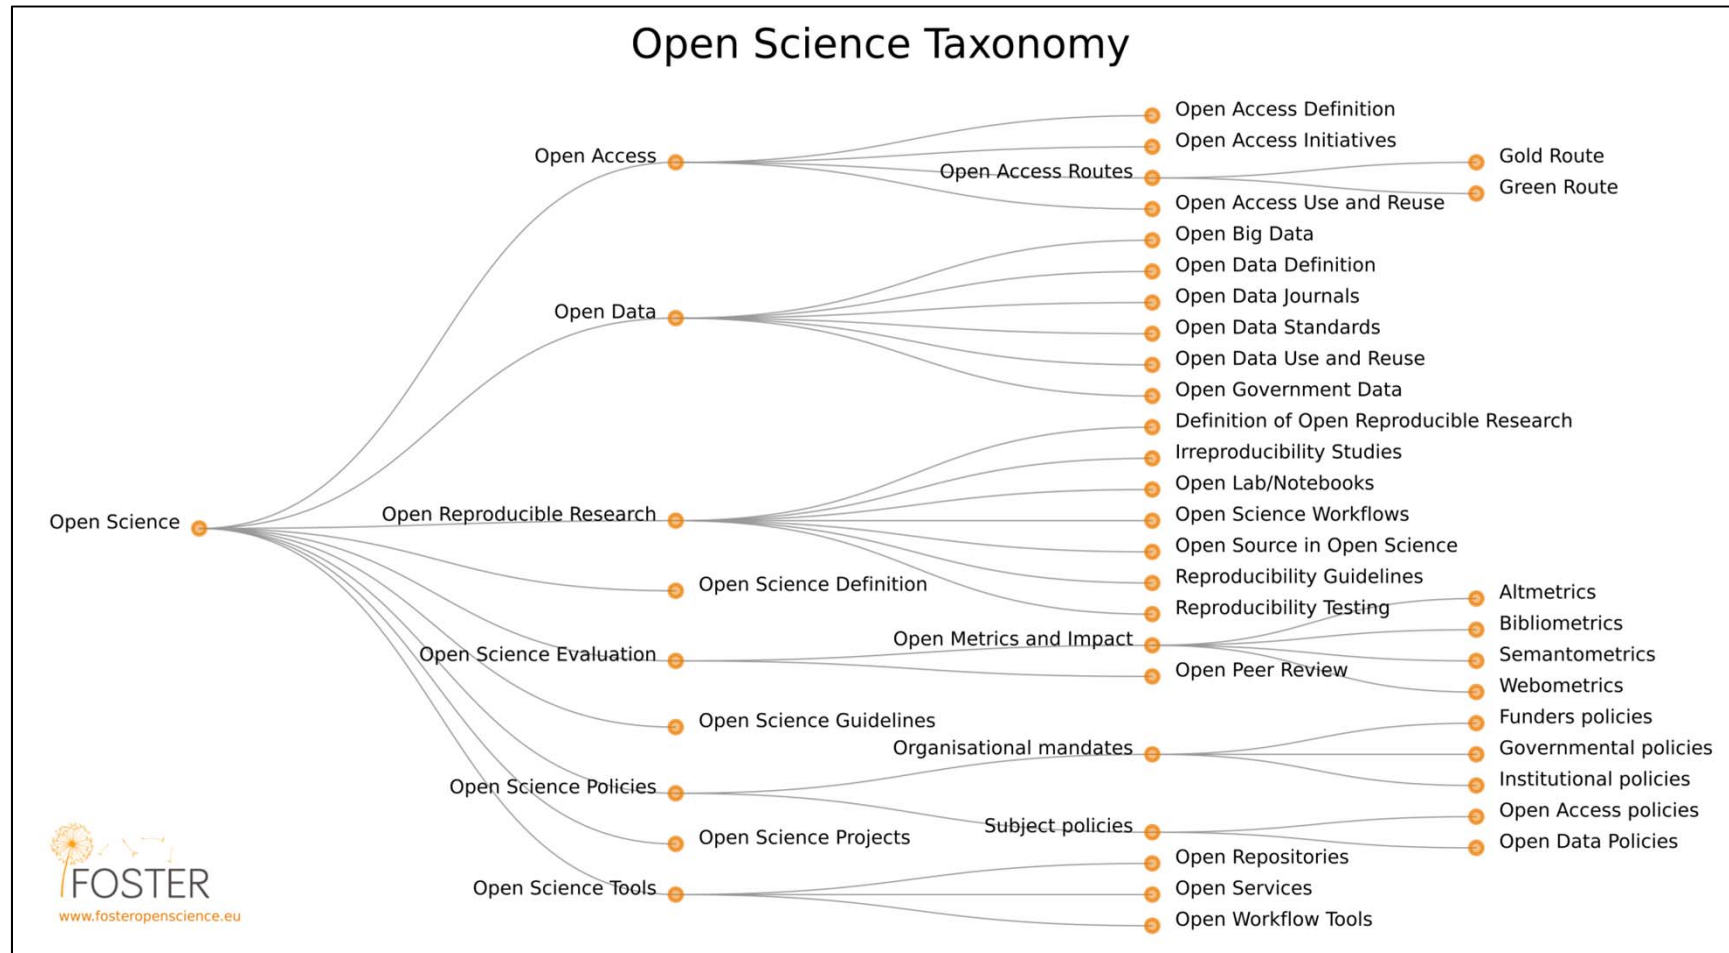 Open Science Taxonomy
Open Science
Open Access
Open Access Definition
Open Access Initiatives
Open Access Routes
Gold Route
Green Route
Open Access Use and Reuse
Open Data
Open Big Data
Open Data Definition
Open Data Journals
Open Data Standards
Open Data Use and Reuse
Open Government Data
Open Reproducible Research
Definition of Open Reproducible Research
Irreproducibility Studies
Open Lab/Notebooks
Open Science Workflows
Open Source in Open Science
Reproducibility Guidelines
Reproducibility Testing
Open Science Definition
Open Science Evaluation
Open Metrics and Impact
Altmetrics
Bibliometrics
Semantometrics
Webometrics
Open Peer Review
Open Science Guidelines
Open Science Policies
Organisational mandates
Funders policies
Governmental policies
Institutional policies
Subject policies
Open Access policies
Open Data Policies
Open Science Projects
Open Science Tools
Open Repositories
Open Services
Open Workflow Tools
FOSTER
www.fosteropenscience.eu